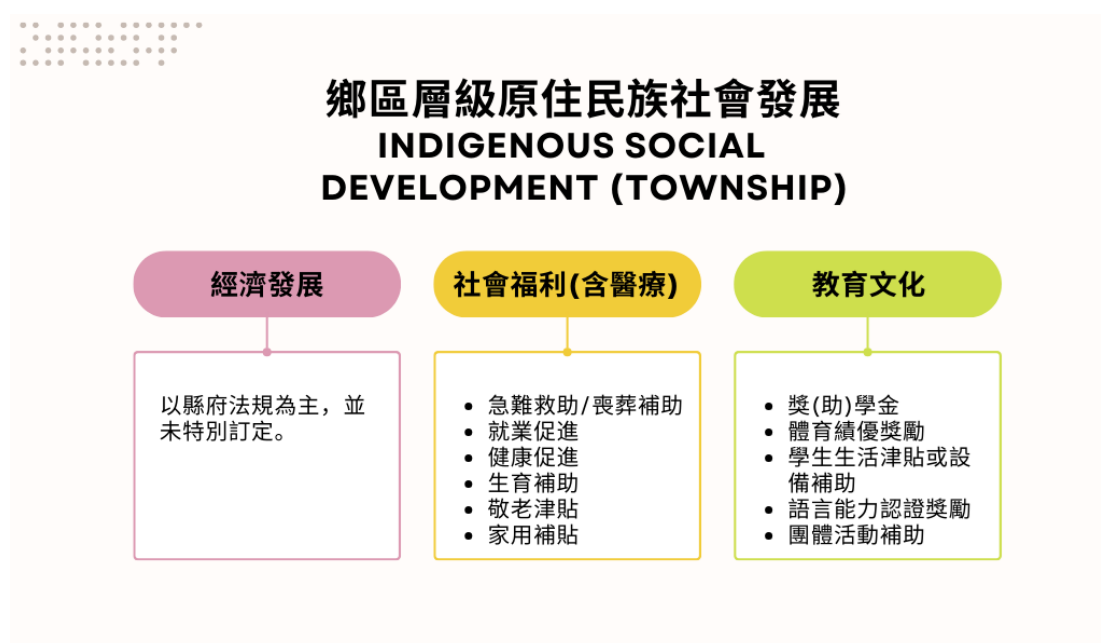 鄉區層級原住民族社會發展
INDIGENOUS SOCIAL
DEVELOPMENT (TOWNSHIP)
經濟發展
以縣府法規為主，並
未特別訂定。
社會福利(含醫療)
• 急難救助/喪葬補助
• 就業促進
• 健康促進
• 生育補助
• 敬老津貼
• 家用補貼
教育文化
• 獎(助)學金
• 體育績優獎勵
• 學生生活津貼或設
備補助
• 語言能力認證獎勵
• 團體活動補助